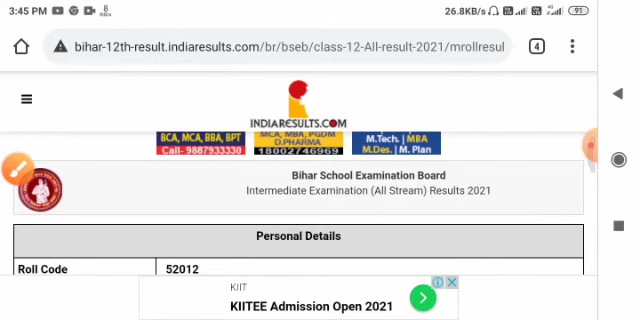 3:45 PM
8
KB/s
26.8KB/s
91
bihar-12th-result.indiaresults.com/br/bseb/class-12-All-result-2021/mrollresul
4
INDIARESULTS.COM
BCA, MCA, BBA, BPT
Call- 9887933330
MCA, MBA, PGDM
D.PHARMA
18002746969
M.Tech. | MBA
M.Des. | M. Plan
Bihar School Examination Board
Intermediate Examination (All Stream) Results 2021
Personal Details
Roll Code 52012
KIIT
KIITEE Admission Open 2021